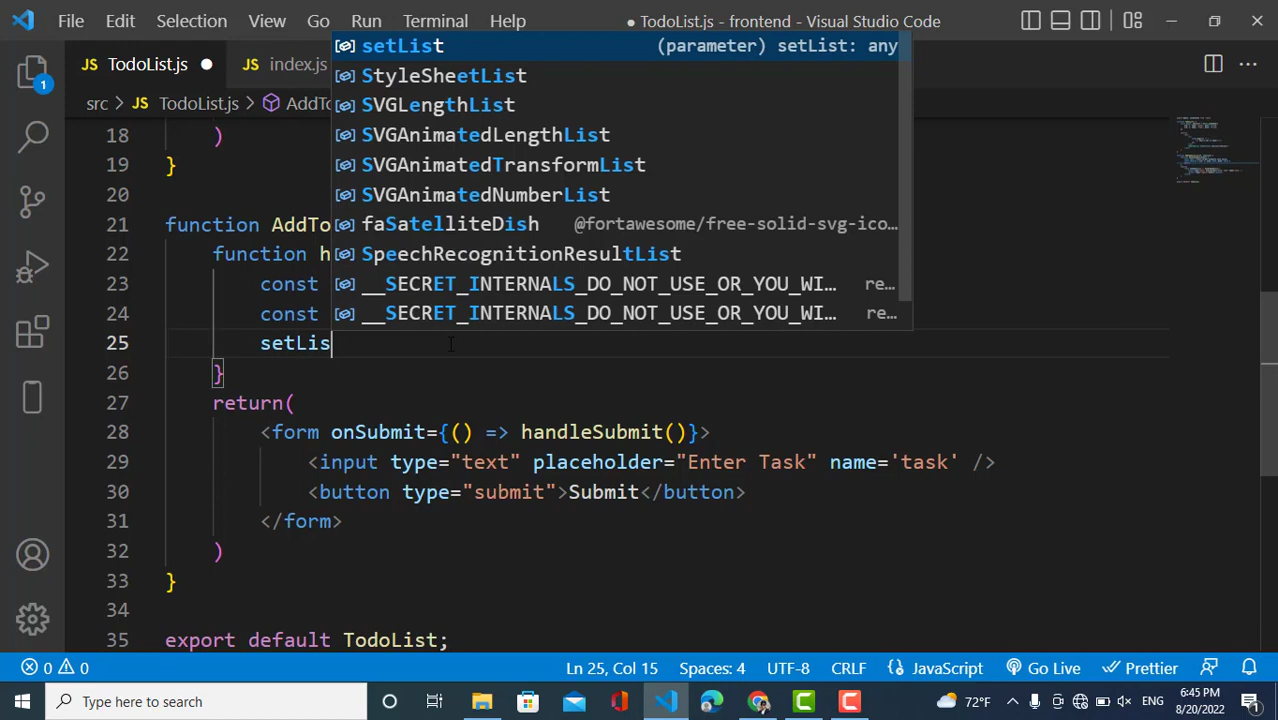 File Edit Selection View Go Run Terminal Help ● TodoList.js - frontend - Visual Studio Code
JS TodoList.js ● JS index.js
src > JS TodoList.js > AddTo
setList (parameter) setList: any
StyleSheetList
SVGLengthList
SVGAnimatedLengthList
SVGAnimatedTransformList
SVGAnimatedNumberList
faSatelliteDish @fortawesome/free-solid-svg-ico...
SpeechRecognitionResultList
__SECRET_INTERNALS_DO_NOT_USE_OR_YOU_WI... re...
__SECRET_INTERNALS_DO_NOT_USE_OR_YOU_WI... re...
1
18 )
19 }
20
21 function AddTo
22 function h
23 const
24 const
25 setLis
26 }
27 return(
28 <form onSubmit={() => handleSubmit()}>
29 <input type="text" placeholder="Enter Task" name='task' />
30 <button type="submit">Submit</button>
31 </form>
32 )
33 }
34
35 export default TodoList;
0 0 Ln 25, Col 15 Spaces: 4 UTF-8 CRLF JavaScript Go Live Prettier
Type here to search 72°F ENG 6:45 PM
8/20/2022 1